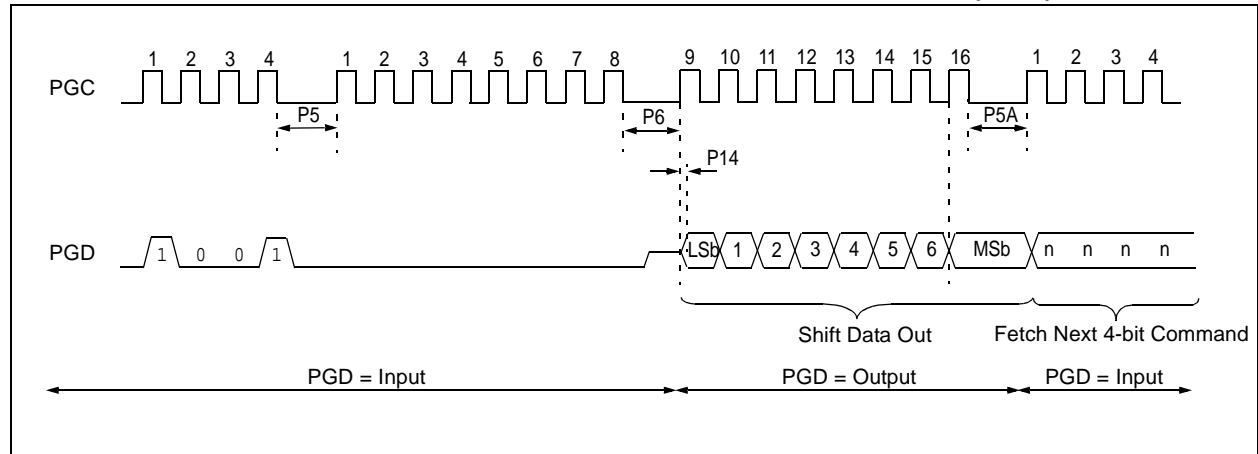 1 2 3 4 1 2 3 4 5 6 7 8 9 10 11 12 13 14 15 16 1 2 3 4
PGC
P5 P6 P5A
P14
PGD 1 0 0 1 LSb 1 2 3 4 5 6 MSb n n n n
Shift Data Out Fetch Next 4-bit Command
PGD = Input PGD = Output PGD = Input